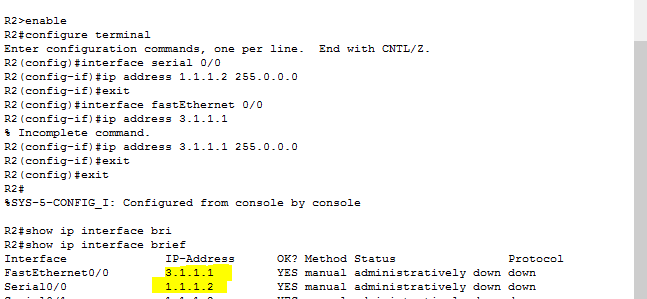 R2>enable
R2#configure terminal
Enter configuration commands, one per line.  End with CNTL/Z.
R2(config)#interface serial 0/0
R2(config-if)#ip address 1.1.1.2 255.0.0.0
R2(config-if)#exit
R2(config)#interface fastEthernet 0/0
R2(config-if)#ip address 3.1.1.1
% Incomplete command.
R2(config-if)#ip address 3.1.1.1 255.0.0.0
R2(config-if)#exit
R2(config)#exit
R2#
%SYS-5-CONFIG_I: Configured from console by console
R2#show ip interface bri
R2#show ip interface brief
Interface              IP-Address      OK? Method Status                Protocol
FastEthernet0/0        3.1.1.1         YES manual administratively down down
Serial0/0              1.1.1.2         YES manual administratively down down